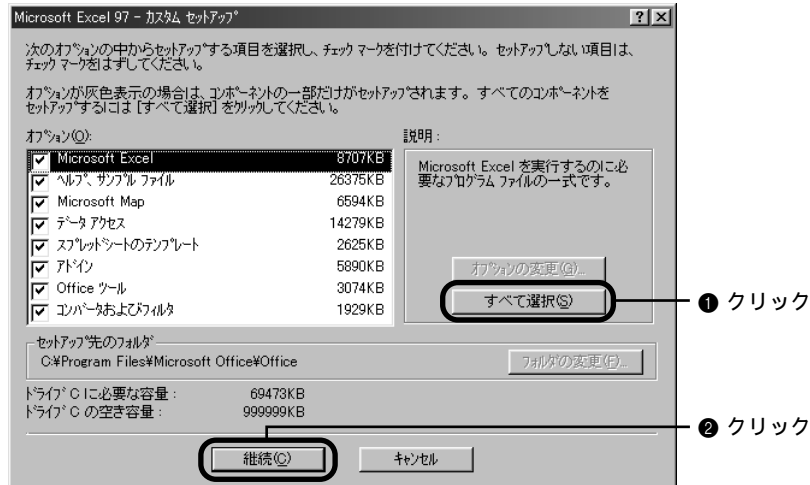 Microsoft Excel 97 - ｶｽﾀﾑ ｾｯﾄｱｯﾌﾟ
次のｵﾌﾟｼｮﾝの中からｾｯﾄｱｯﾌﾟする項目を選択し、ﾁｪｯｸ ﾏｰｸを付けてください。ｾｯﾄｱｯﾌﾟしない項目は、
ﾁｪｯｸ ﾏｰｸをはずしてください。
ｵﾌﾟｼｮﾝが灰色表示の場合は、ｺﾝﾎﾟｰﾈﾝﾄの一部だけがｾｯﾄｱｯﾌﾟされます。すべてのｺﾝﾎﾟｰﾈﾝﾄを
ｾｯﾄｱｯﾌﾟするには [すべて選択] をｸﾘｯｸしてください。
ｵﾌﾟｼｮﾝ(O):
Microsoft Excel 8707KB
ﾍﾙﾌﾟ、ｻﾝﾌﾟﾙ ﾌｧｲﾙ 26375KB
Microsoft Map 6594KB
ﾃﾞｰﾀ ｱｸｾｽ 14279KB
ｽﾌﾟﾚｯﾄﾞｼｰﾄのﾃﾝﾌﾟﾚｰﾄ 2625KB
ｱﾄﾞｲﾝ 5890KB
Office ﾂｰﾙ 3074KB
ｺﾝﾊﾞｰﾀおよびﾌｨﾙﾀ 1929KB
説明：
Microsoft Excel を実行するのに必
要なﾌﾟﾛｸﾞﾗﾑ ﾌｧｲﾙの一式です。
ｵﾌﾟｼｮﾝの変更(G)...
すべて選択(S)
❶ クリック
ｾｯﾄｱｯﾌﾟ先のﾌｫﾙﾀﾞ
C:¥Program Files¥Microsoft Office¥Office
ﾌｫﾙﾀﾞの変更(F)...
ﾄﾞﾗｲﾌﾞ C に必要な容量： 69473KB
ﾄﾞﾗｲﾌﾞ C の空き容量： 999999KB
❷ クリック
継続(C)
ｷｬﾝｾﾙ